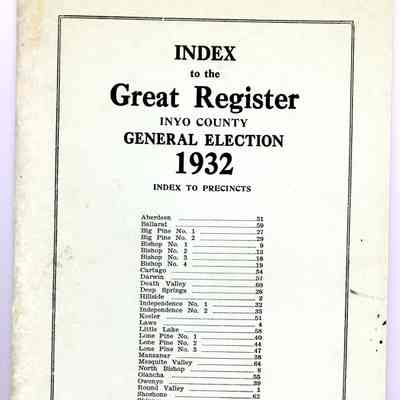 INDEX
to the
Great Register
INYO COUNTY
GENERAL ELECTION
1932
INDEX TO PRECINCTS
Aberdeen 31
Ballarat 59
Big Pine No. 1 27
Big Pine No. 2 29
Bishop No. 1 9
Bishop No. 2 13
Bishop No. 3 16
Bishop No. 4 19
Cartago 54
Darwin 57
Death Valley 60
Deep Springs 26
Hillside 2
Independence No. 1 32
Independence No. 2 35
Keeler 51
Laws 4
Little Lake 58
Lone Pine No. 1 40
Lone Pine No. 2 44
Lone Pine No. 3 47
Manzanar 38
Mesquite Valley 64
North Bishop 6
Olancha 55
Owenyo 39
Round Valley 1
Shoshone 62